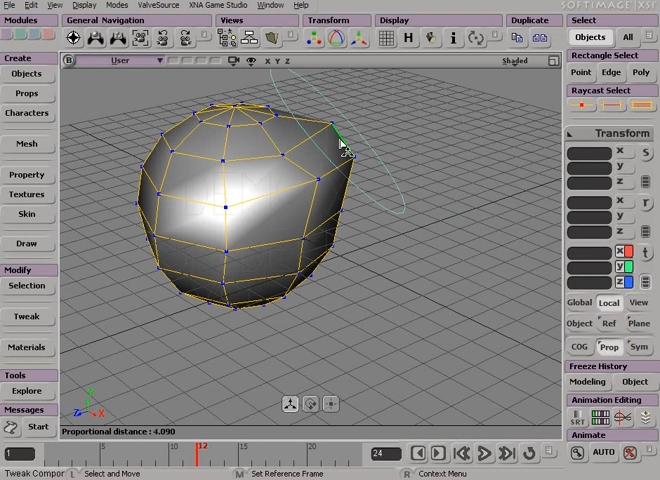 File Edit View Display Modes ValveSource XNA Game Studio Window Help
SOFTIMAGE | XSI
Modules General Navigation Views Transform Display Duplicate Select
Objects All
Rectangle Select
Point Edge Poly
Raycast Select
Create
Objects
Props
Characters
Mesh
Property
Textures
Skin
Draw
Modify
Selection
Tweak
Materials
Tools
Explore
Messages
Start
B User X Y Z Shaded
H i
Transform
x S
y
z
x r
y
z
x t
y
z
Global Local View
Object Ref Plane
COG Prop Sym
Freeze History
Modeling Object
Animation Editing
SRT
Animate
AUTO
Y
Z X
Proportional distance : 4.090
1 5 10 12 15 20 24
Tweak Compor L Select and Move M Set Reference Frame R Context Menu